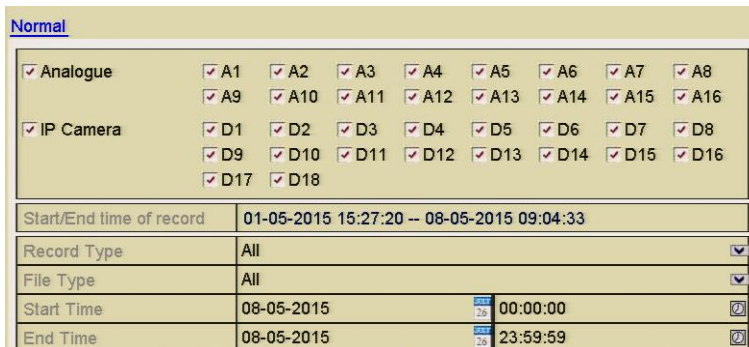 Normal
Analogue A1 A2 A3 A4 A5 A6 A7 A8
A9 A10 A11 A12 A13 A14 A15 A16
IP Camera D1 D2 D3 D4 D5 D6 D7 D8
D9 D10 D11 D12 D13 D14 D15 D16
D17 D18
Start/End time of record 01-05-2015 15:27:20 -- 08-05-2015 09:04:33
Record Type All
File Type All
Start Time 08-05-2015 26 00:00:00
End Time 08-05-2015 26 23:59:59